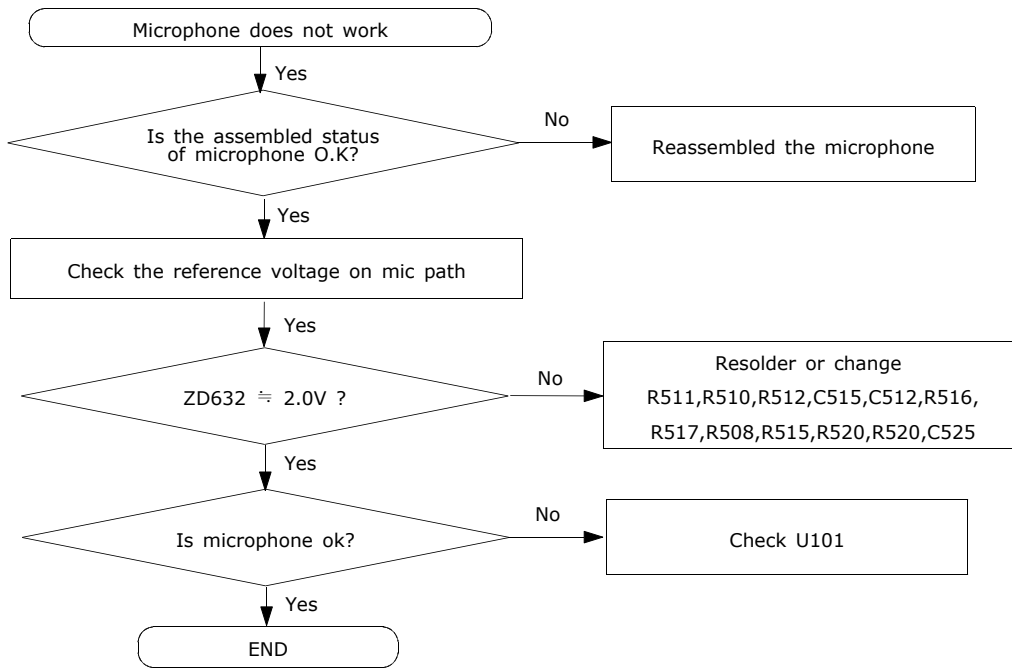 Microphone does not work
Yes
Is the assembled status
of microphone O.K?
No
Reassembled the microphone
Yes
Check the reference voltage on mic path
Yes
ZD632 ≒ 2.0V ?
No
Resolder or change
R511,R510,R512,C515,C512,R516,
R517,R508,R515,R520,R520,C525
Yes
Is microphone ok?
No
Check U101
Yes
END